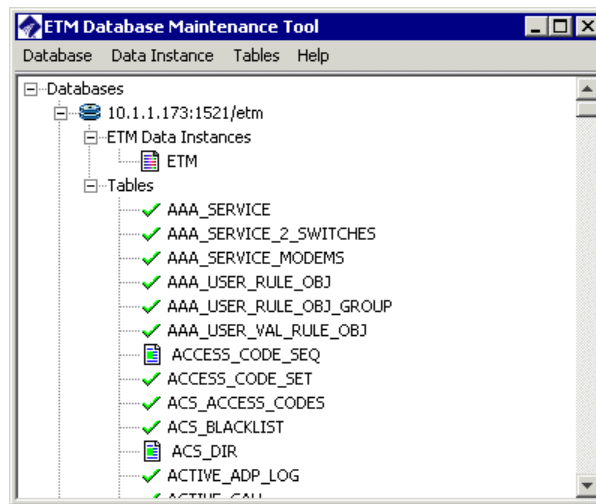 ETM Database Maintenance Tool
Database Data Instance Tables Help
Databases
10.1.1.173:1521/etm
ETM Data Instances
ETM
Tables
AAA_SERVICE
AAA_SERVICE_2_SWITCHES
AAA_SERVICE_MODEMS
AAA_USER_RULE_OBJ
AAA_USER_RULE_OBJ_GROUP
AAA_USER_VAL_RULE_OBJ
ACCESS_CODE_SEQ
ACCESS_CODE_SET
ACS_ACCESS_CODES
ACS_BLACKLIST
ACS_DIR
ACTIVE_ADP_LOG